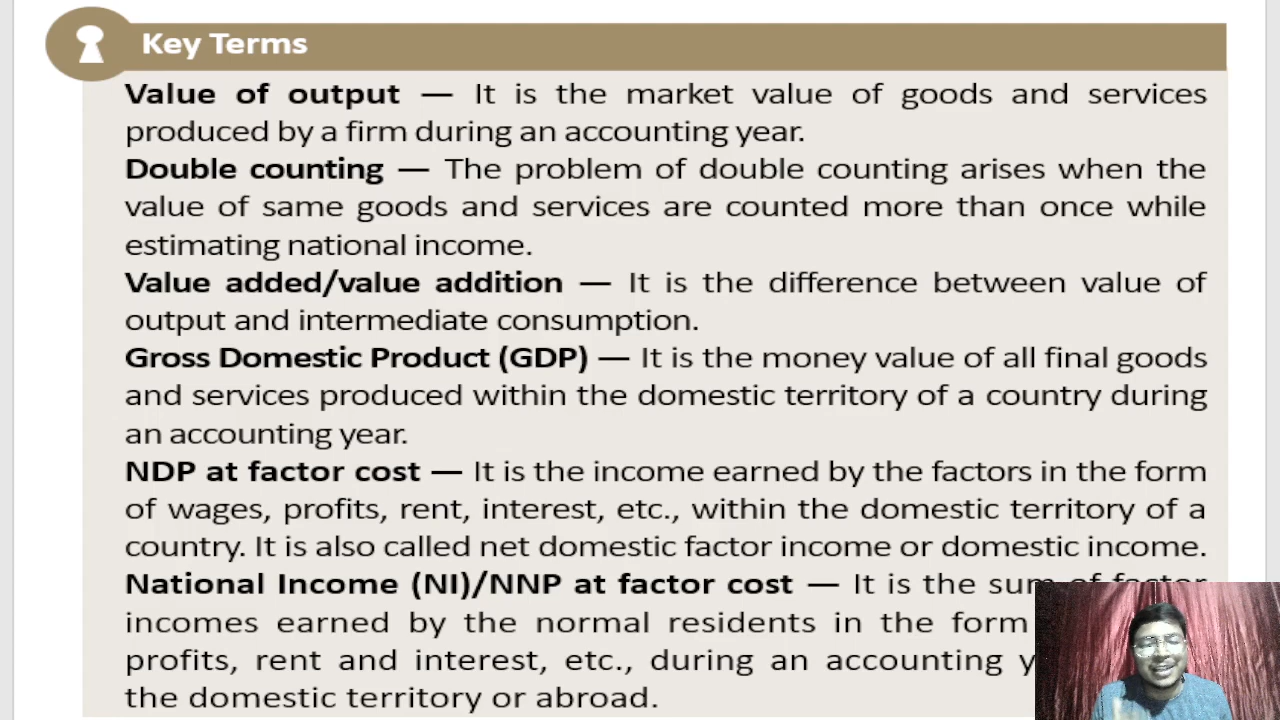 Key Terms
Value of output — It is the market value of goods and services
produced by a firm during an accounting year.
Double counting — The problem of double counting arises when the
value of same goods and services are counted more than once while
estimating national income.
Value added/value addition — It is the difference between value of
output and intermediate consumption.
Gross Domestic Product (GDP) — It is the money value of all final goods
and services produced within the domestic territory of a country during
an accounting year.
NDP at factor cost — It is the income earned by the factors in the form
of wages, profits, rent, interest, etc., within the domestic territory of a
country. It is also called net domestic factor income or domestic income.
National Income (NI)/NNP at factor cost — It is the sum of factor
incomes earned by the normal residents in the form
profits, rent and interest, etc., during an accounting
the domestic territory or abroad.